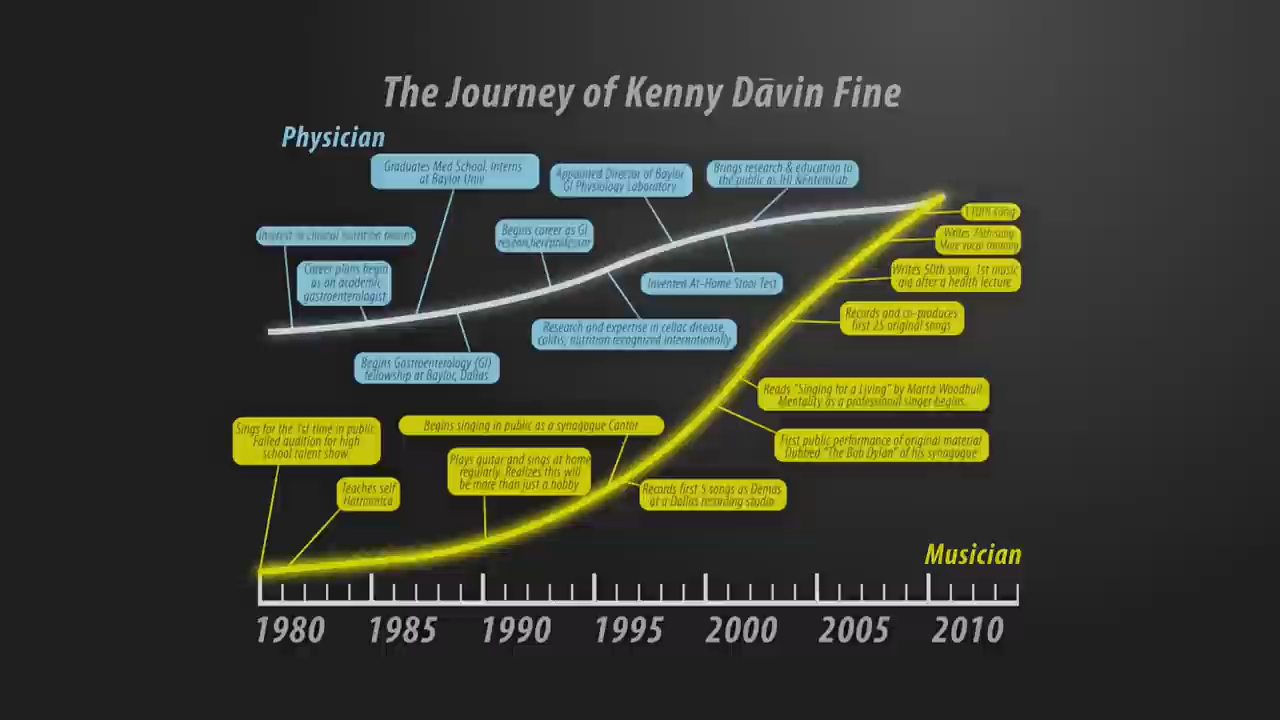 The Journey of Kenny Dāvin Fine
Physician
Graduates Med School, Interns
at Baylor Univ
Appointed Director of Baylor
GI Physiology Laboratory
Brings research & education to
the public as IHI & EnteroLab
Interest in clinical nutrition begins
Career plans begin
as an academic
gastroenterologist
Begins career as GI
researcher/professor
Invented At-Home Stool Test
Research and expertise in celiac disease,
colitis, nutrition recognized internationally
Begins Gastroenterology (GI)
fellowship at Baylor, Dallas
song
Writes 76th song
More vocal training
Writes 50th song, 1st music
gig after a health lecture
Records and co-produces
first 25 original songs
Reads "Singing for a Living" by Marta Woodhull
Mentality as a professional singer begins...
First public performance of original material
Dubbed "The Bob Dylan" of his synagogue
Sings for the 1st time in public
Failed audition for high
school talent show
Begins singing in public as a synagogue Cantor
Plays guitar and sings at home
regularly. Realizes this will
be more than just a hobby
Teaches self
Harmonica
Records first 5 songs as Demos
at a Dallas recording studio
Musician
1980 1985 1990 1995 2000 2005 2010